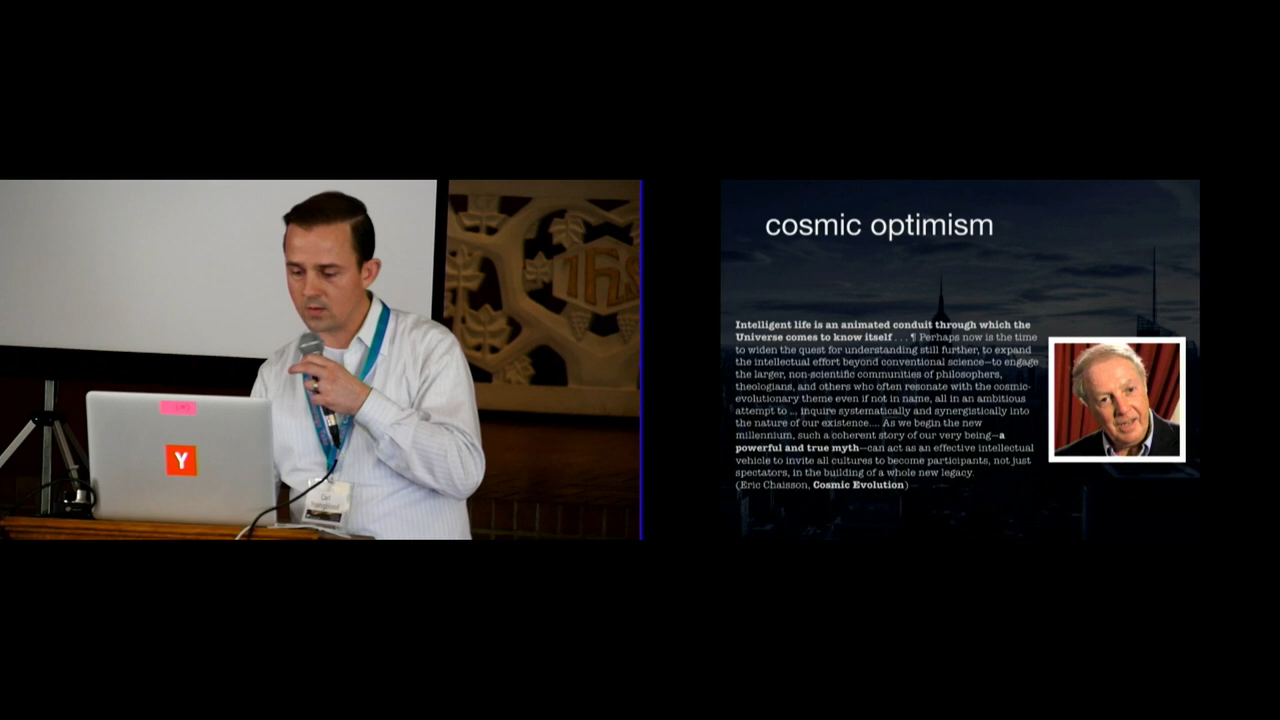 IHS
Y
Carl
Youngblood
cosmic optimism
Intelligent life is an animated conduit through which the
Universe comes to know itself . . . ¶ Perhaps now is the time
to widen the quest for understanding still further, to expand
the intellectual effort beyond conventional science—to engage
the larger, non-scientific communities of philosophers,
theologians, and others who often resonate with the cosmic-
evolutionary theme even if not in name, all in an ambitious
attempt to ... inquire systematically and synergistically into
the nature of our existence.... As we begin the new
millennium, such a coherent story of our very being—a
powerful and true myth—can act as an effective intellectual
vehicle to invite all cultures to become participants, not just
spectators, in the building of a whole new legacy.
(Eric Chaisson, Cosmic Evolution)